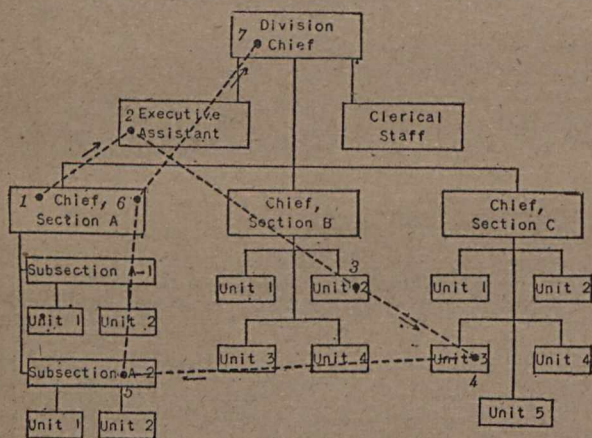 7 Division
Chief
2 Executive
Assistant
Clerical
Staff
1 Chief, 6
Section A
Chief,
Section B
Chief,
Section C
Subsection A-1
Unit 1
Unit 2
Subsection A-2
5
Unit 1
Unit 2
Unit 1
3
Unit 2
Unit 3
Unit 4
Unit 1
Unit 2
Unit 3
4
Unit 4
Unit 5